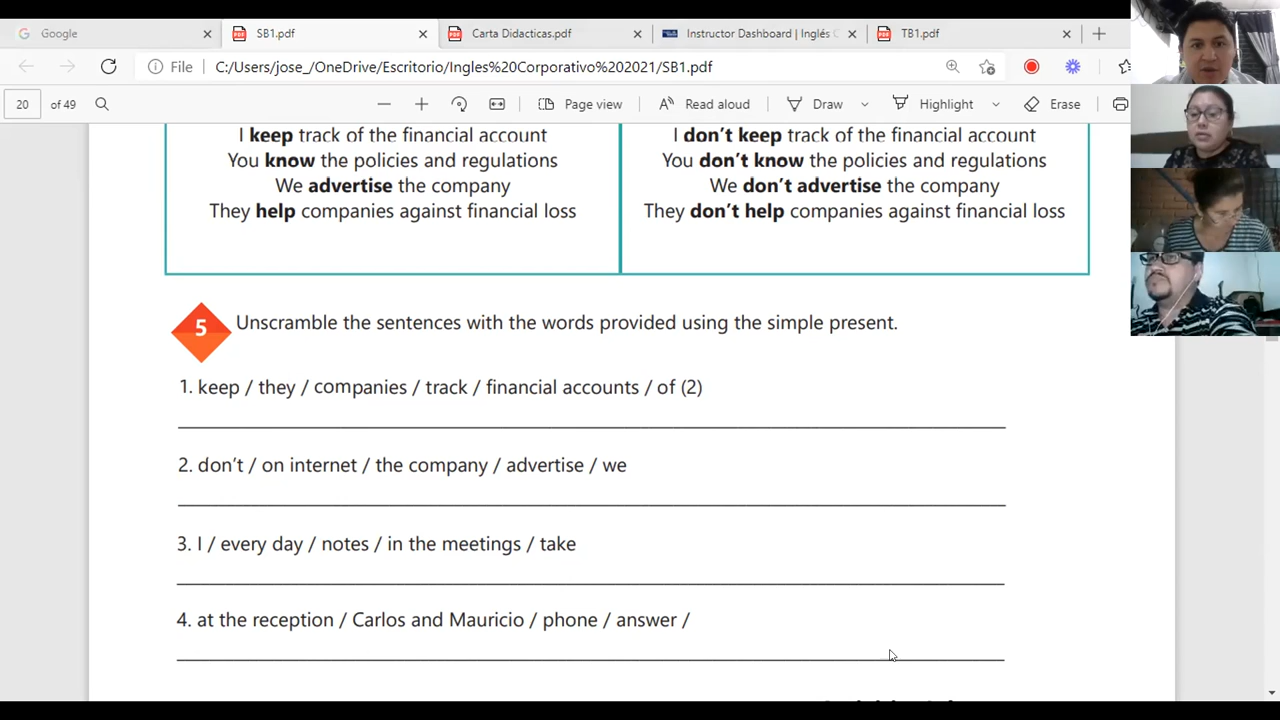 Google
SB1.pdf
Carta Didacticas.pdf
Instructor Dashboard | Inglés
TB1.pdf
File
C:/Users/jose_/OneDrive/Escritorio/Ingles%20Corporativo%202021/SB1.pdf
20
of 49
Page view
Read aloud
Draw
Highlight
Erase
I keep track of the financial account
You know the policies and regulations
We advertise the company
They help companies against financial loss
I don't keep track of the financial account
You don't know the policies and regulations
We don't advertise the company
They don't help companies against financial loss
5
Unscramble the sentences with the words provided using the simple present.
1. keep / they / companies / track / financial accounts / of (2)
2. don't / on internet / the company / advertise / we
3. I / every day / notes / in the meetings / take
4. at the reception / Carlos and Mauricio / phone / answer /